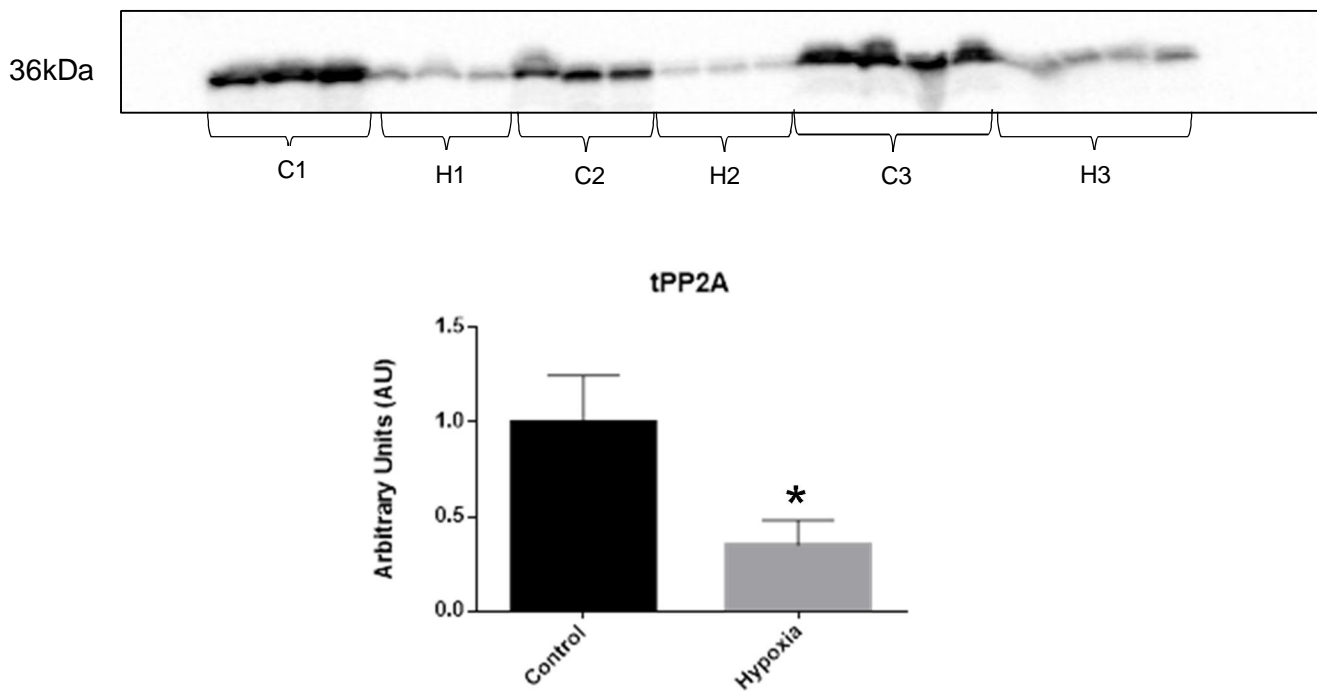 36kDa
C1 H1 C2 H2 C3 H3
tPP2A
Arbitrary Units (AU)
1.5
1.0
0.5
0.0
*
Control Hypoxia